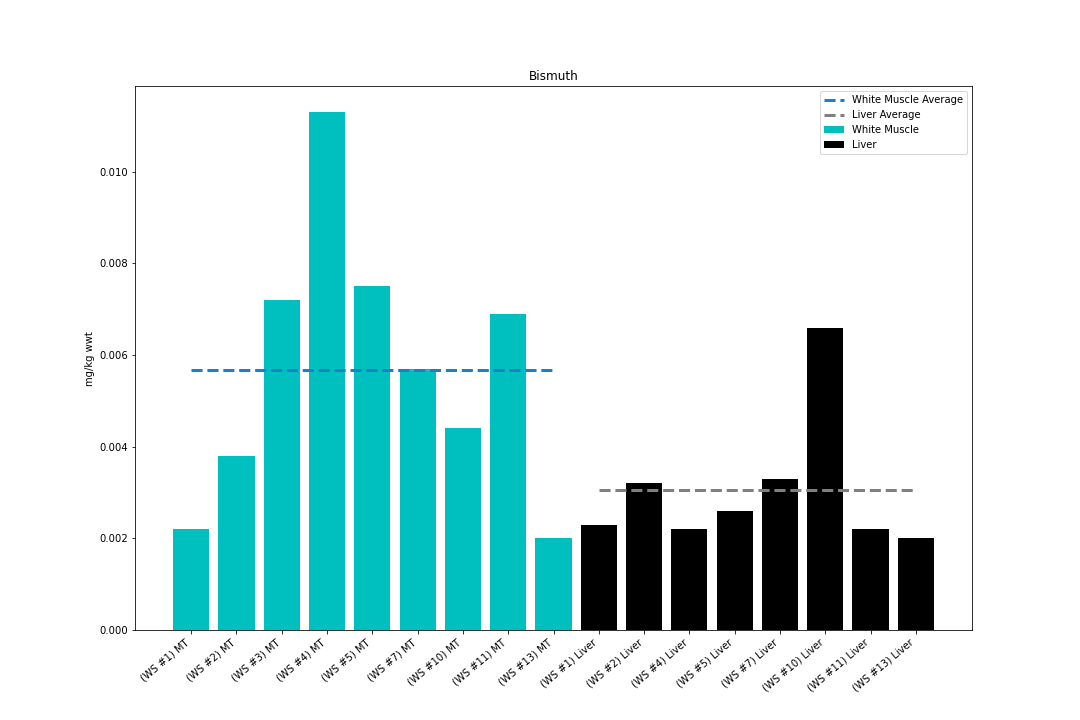 Bismuth
White Muscle Average
Liver Average
White Muscle
Liver
mg/kg wwt
0.010
0.008
0.006
0.004
0.002
0.000
(WS #1) MT
(WS #2) MT
(WS #3) MT
(WS #4) MT
(WS #5) MT
(WS #7) MT
(WS #10) MT
(WS #11) MT
(WS #13) MT
(WS #1) Liver
(WS #2) Liver
(WS #4) Liver
(WS #5) Liver
(WS #7) Liver
(WS #10) Liver
(WS #11) Liver
(WS #13) Liver